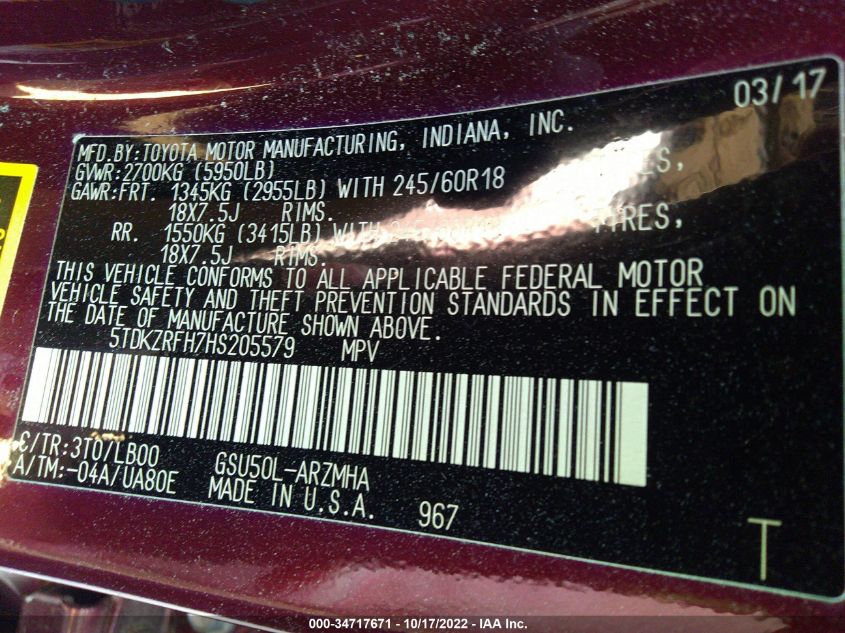 03/17
MFD.BY:TOYOTA MOTOR MANUFACTURING, INDIANA, INC.
GVWR:2700KG (5950LB)
GAWR:FRT. 1345KG (2955LB) WITH 245/60R18
18X7.5J RIMS.
RR. 1550KG (3415LB) WITH
18X7.5J RIMS.
THIS VEHICLE CONFORMS TO ALL APPLICABLE FEDERAL MOTOR
VEHICLE SAFETY AND THEFT PREVENTION STANDARDS IN EFFECT ON
THE DATE OF MANUFACTURE SHOWN ABOVE.
5TDKZRFH7HS205579 MPV
C/TR:3T0/LB00 GSU50L-ARZMHA
A/TM:-04A/UA80E MADE IN U.S.A. 967
T
000-34717671 - 10/17/2022 - IAA Inc.